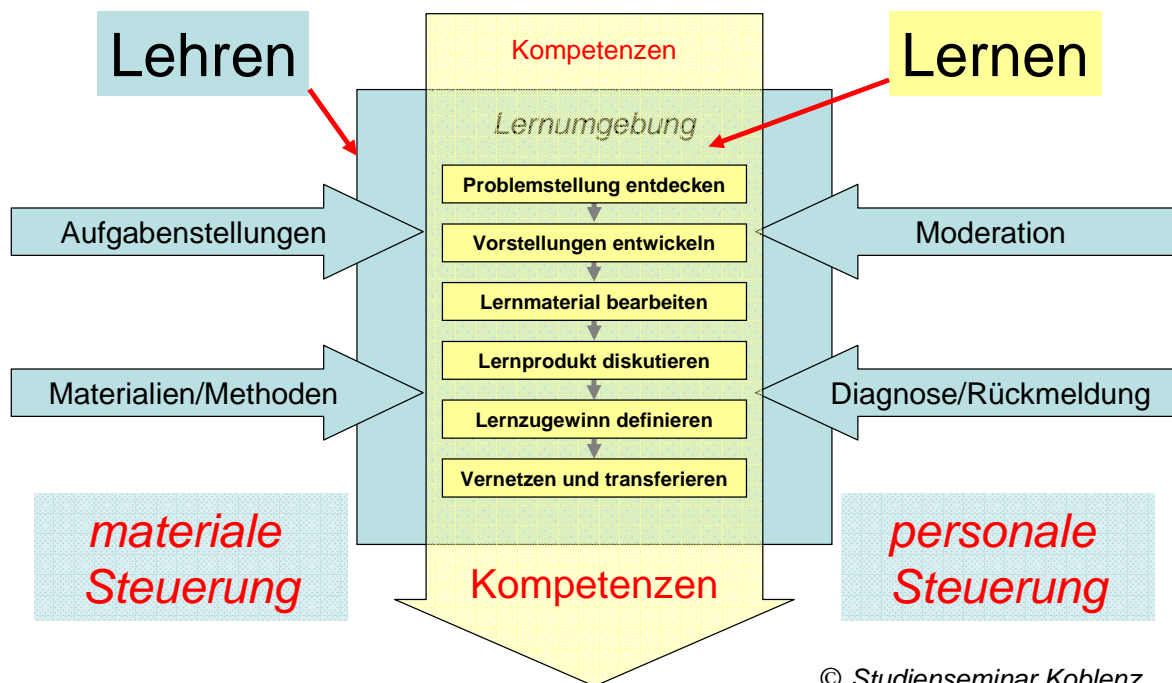 Lehren
Kompetenzen
Lernen
Lernumgebung
Problemstellung entdecken
Aufgabenstellungen
Vorstellungen entwickeln
Moderation
Lernmaterial bearbeiten
Lernprodukt diskutieren
Materialien/Methoden
Diagnose/Rückmeldung
Lernzugewinn definieren
Vernetzen und transferieren
materiale
Steuerung
Kompetenzen
personale
Steuerung
© Studienseminar Koblenz